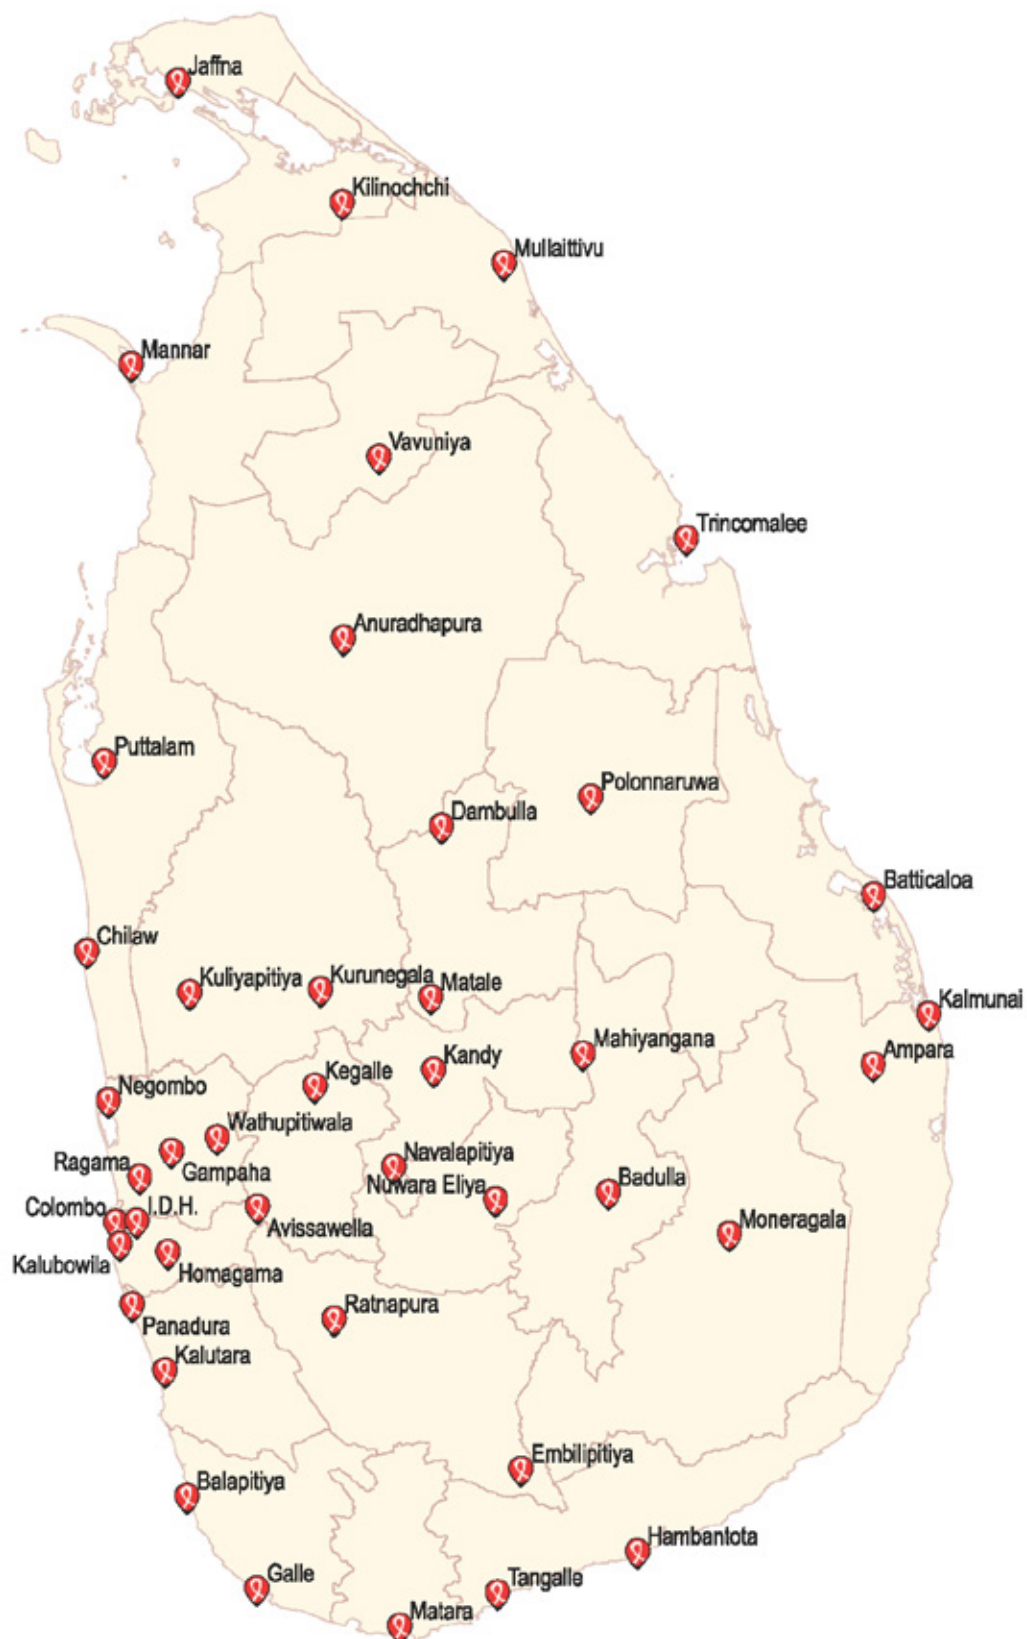 Jaffna
Kilinochchi
Mullaittivu
Mannar
Vavuniya
Trincomalee
Anuradhapura
Puttalam
Polonnaruwa
Dambulla
Batticaloa
Chilaw
Kuliyapitiya
Kurunegala
Matale
Kalmunai
Mahiyangana
Ampara
Kandy
Kegalle
Negombo
Wathupitiwala
Navalapitiya
Ragama
Gampaha
Badulla
Nuwara Eliya
Colombo
I.D.H.
Avissawella
Moneragala
Kalubowila
Homagama
Ratnapura
Panadura
Kalutara
Embilipitiya
Balapitiya
Hambantota
Galle
Tangalle
Matara